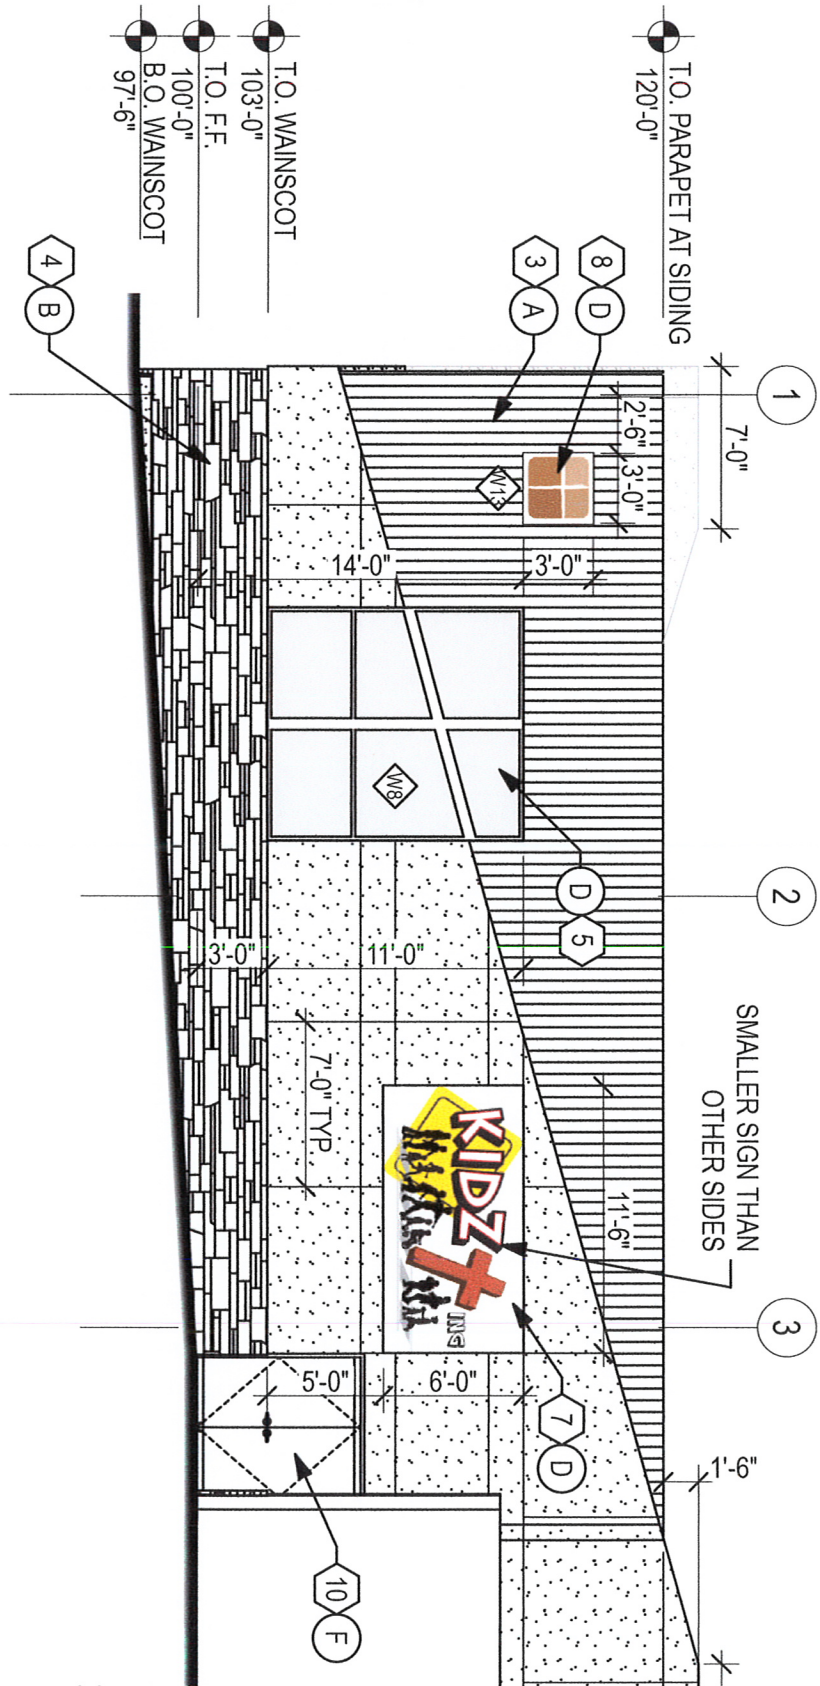 T.O. PARAPET AT SIDING
120'-0"
T.O. WAINSCOT
103'-0"
T.O. F.F.
100'-0"
B.O. WAINSCOT
97'-6"
1
2
3
7'-0"
2'-6"
3'-0"
8
D
3
A
4
B
W13
14'-0"
3'-0"
W8
D
5
3'-0"
11'-0"
7'-0" TYP
SMALLER SIGN THAN
OTHER SIDES
11'-6"
KIDZ
ING
5'-0"
6'-0"
7
D
1'-6"
10
F